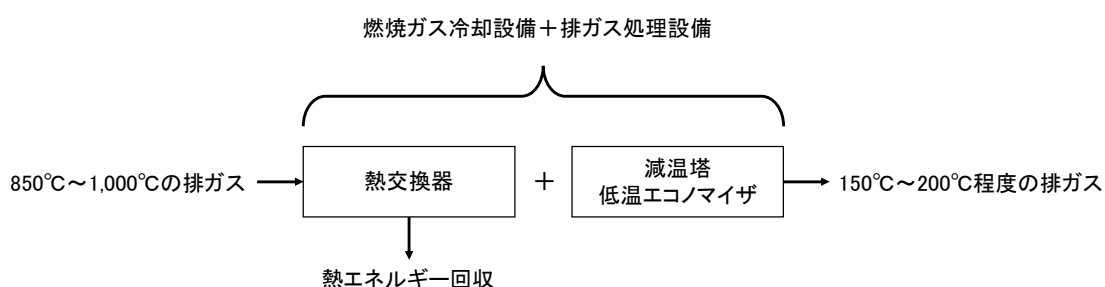 燃焼ガス冷却設備＋排ガス処理設備
850℃～1,000℃の排ガス
熱交換器
＋
減温塔
低温エコノマイザ
150℃～200℃程度の排ガス
熱エネルギー回収